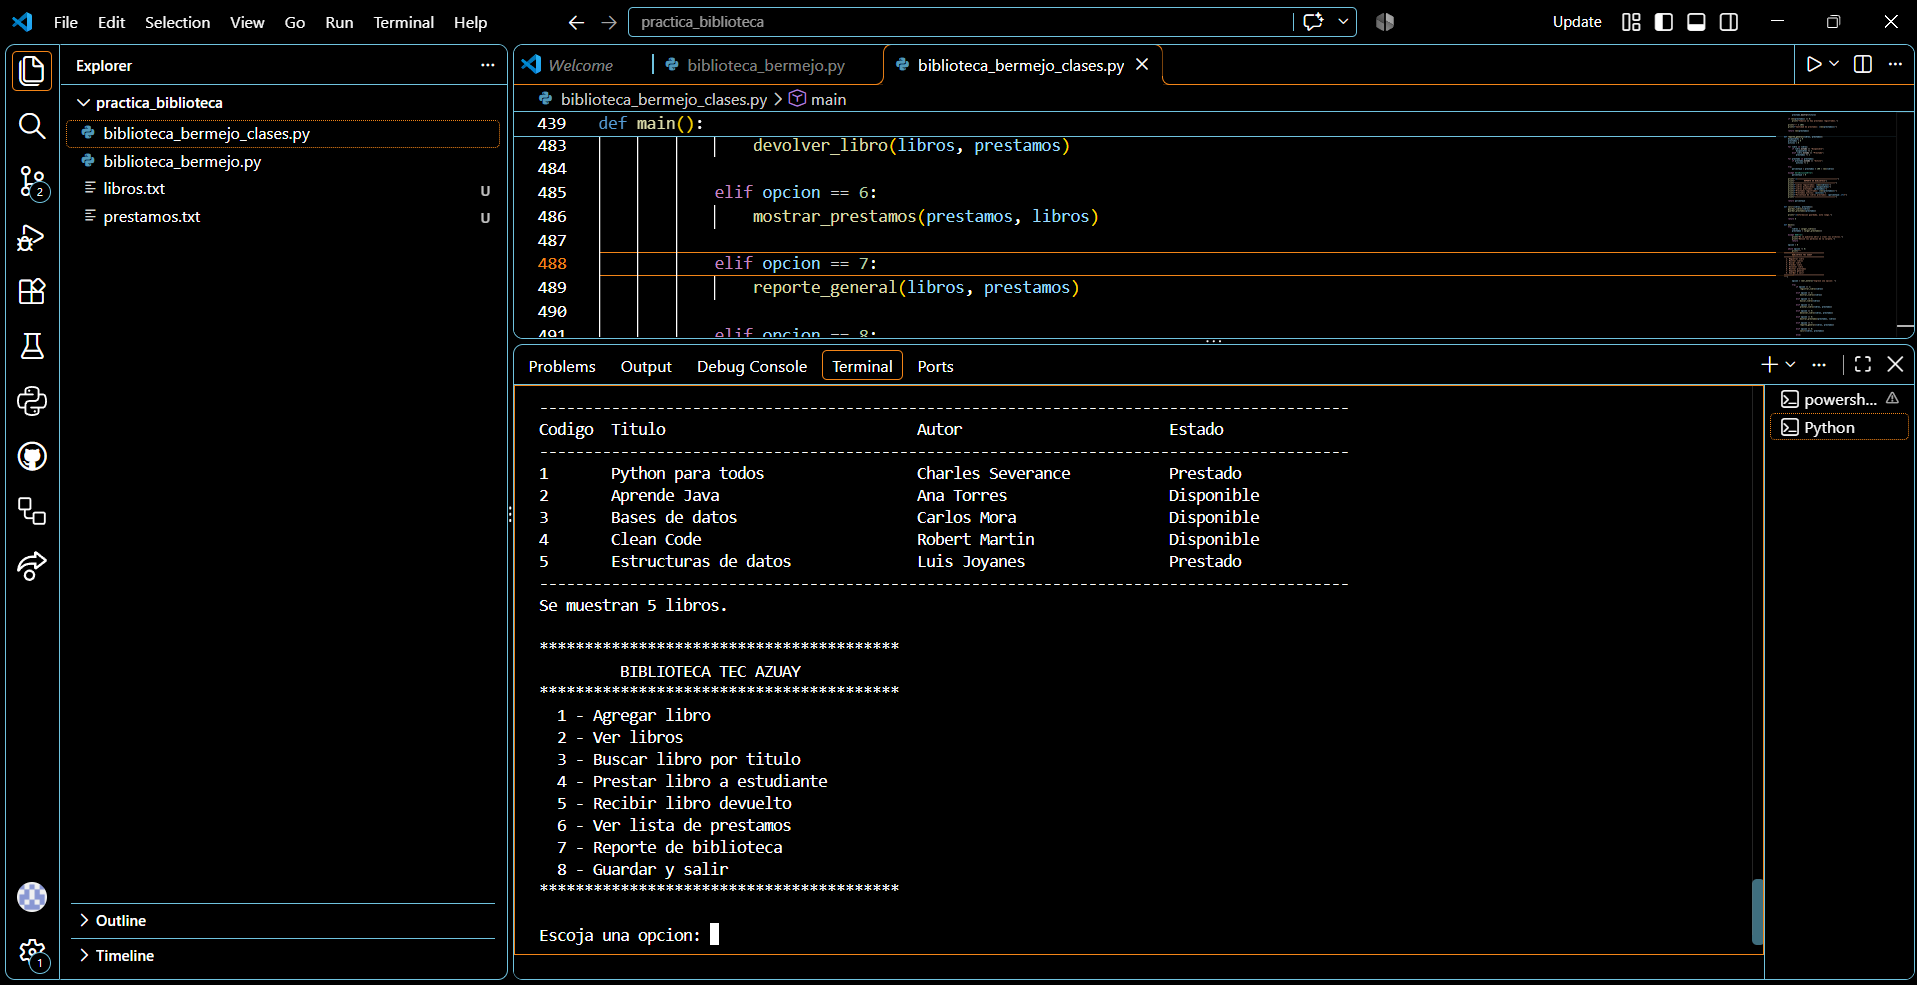 File Edit Selection View Go Run Terminal Help
practica_biblioteca
Update
Explorer
practica_biblioteca
biblioteca_bermejo_clases.py
biblioteca_bermejo.py
libros.txt U
prestamos.txt U
2
Outline
Timeline
1
Welcome
biblioteca_bermejo.py
biblioteca_bermejo_clases.py
biblioteca_bermejo_clases.py > main
439 def main():
483 devolver_libro(libros, prestamos)
484
485 elif opcion == 6:
486 mostrar_prestamos(prestamos, libros)
487
488 elif opcion == 7:
489 reporte_general(libros, prestamos)
490
491 elif opcion == 8:
Problems Output Debug Console Terminal Ports
powersh...
Python
------------------------------------------------------------------------------------------
Codigo Titulo Autor Estado
------------------------------------------------------------------------------------------
1 Python para todos Charles Severance Prestado
2 Aprende Java Ana Torres Disponible
3 Bases de datos Carlos Mora Disponible
4 Clean Code Robert Martin Disponible
5 Estructuras de datos Luis Joyanes Prestado
------------------------------------------------------------------------------------------
Se muestran 5 libros.
****************************************
BIBLIOTECA TEC AZUAY
****************************************
1 - Agregar libro
2 - Ver libros
3 - Buscar libro por titulo
4 - Prestar libro a estudiante
5 - Recibir libro devuelto
6 - Ver lista de prestamos
7 - Reporte de biblioteca
8 - Guardar y salir
****************************************
Escoja una opcion: